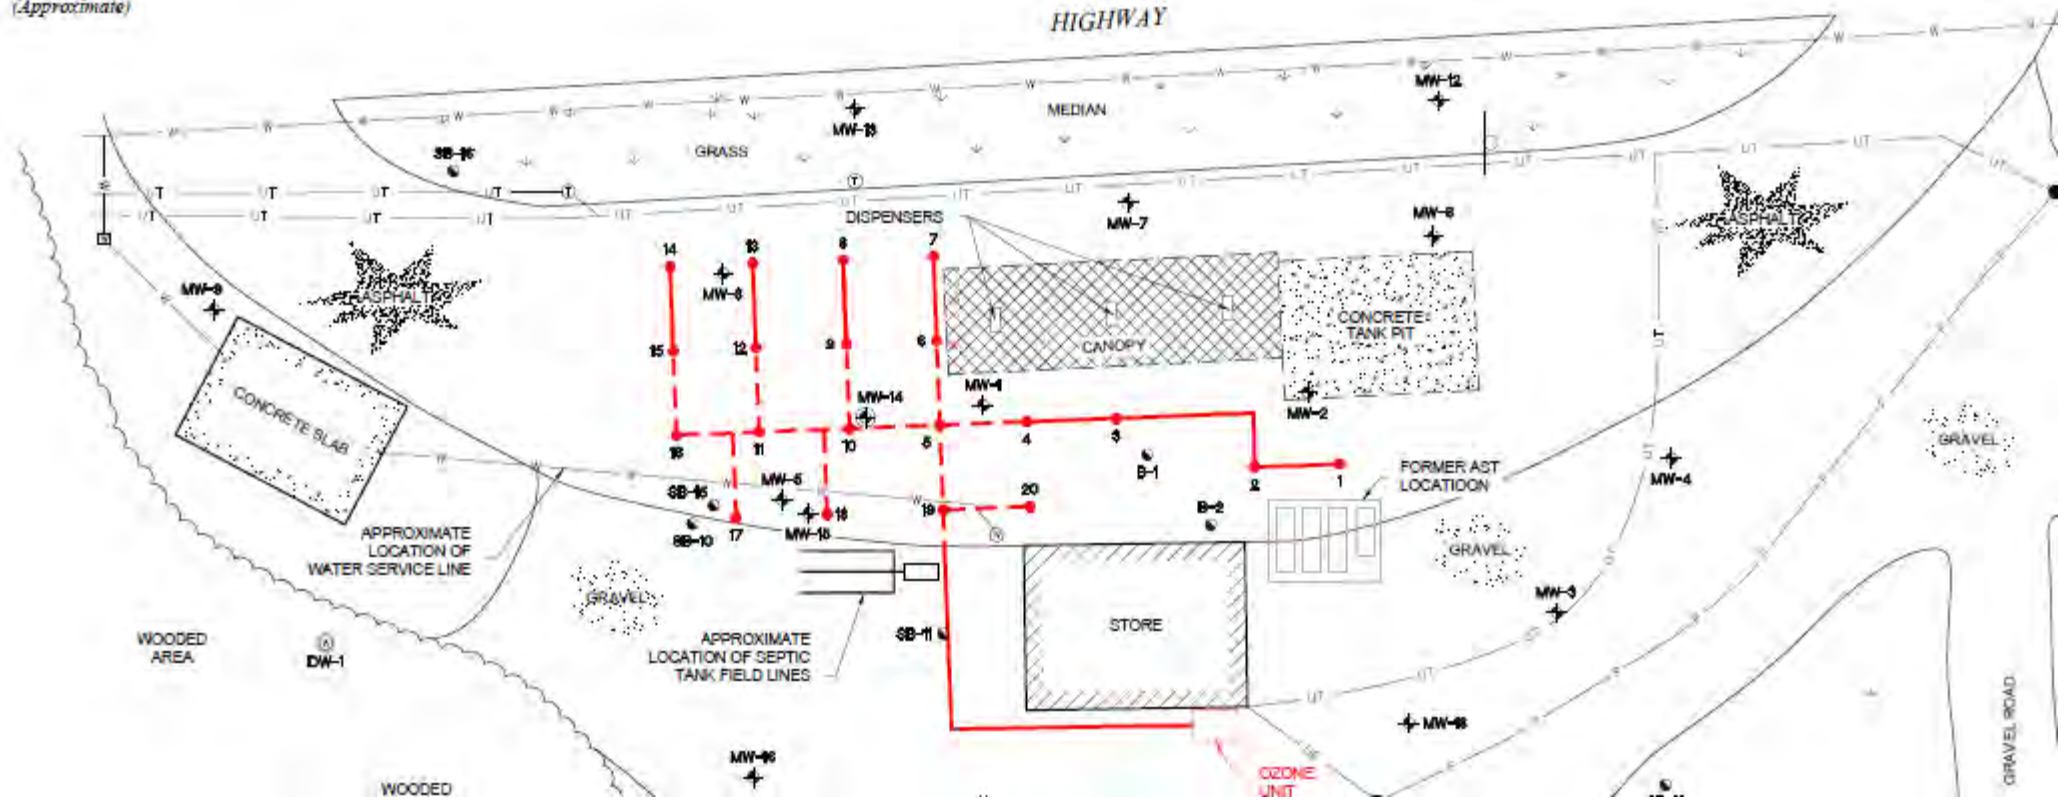 (Approximate)
HIGHWAY
MW-12
MEDIAN
MW-13
GRASS
SB-16
DISPENSERS
MW-7
MW-6
ASPHALT
14
13
8
7
MW-8
MW-9
ASPHALT
CONCRETE
TANK PIT
CANOPY
15
12
9
6
MW-1
MW-14
MW-2
CONCRETE SLAB
16
11
10
5
4
3
GRAVEL
B-1
2
1
FORMER AST
LOCATIOON
MW-4
MW-5
SB-15
20
19
18
17
MW-15
SB-10
B-2
APPROXIMATE
LOCATION OF
WATER SERVICE LINE
GRAVEL
GRAVEL
MW-3
STORE
SB-11
WOODED
AREA
DW-1
APPROXIMATE
LOCATION OF SEPTIC
TANK FIELD LINES
GRAVEL ROAD
MW-16
OZONE
UNIT
WOODED